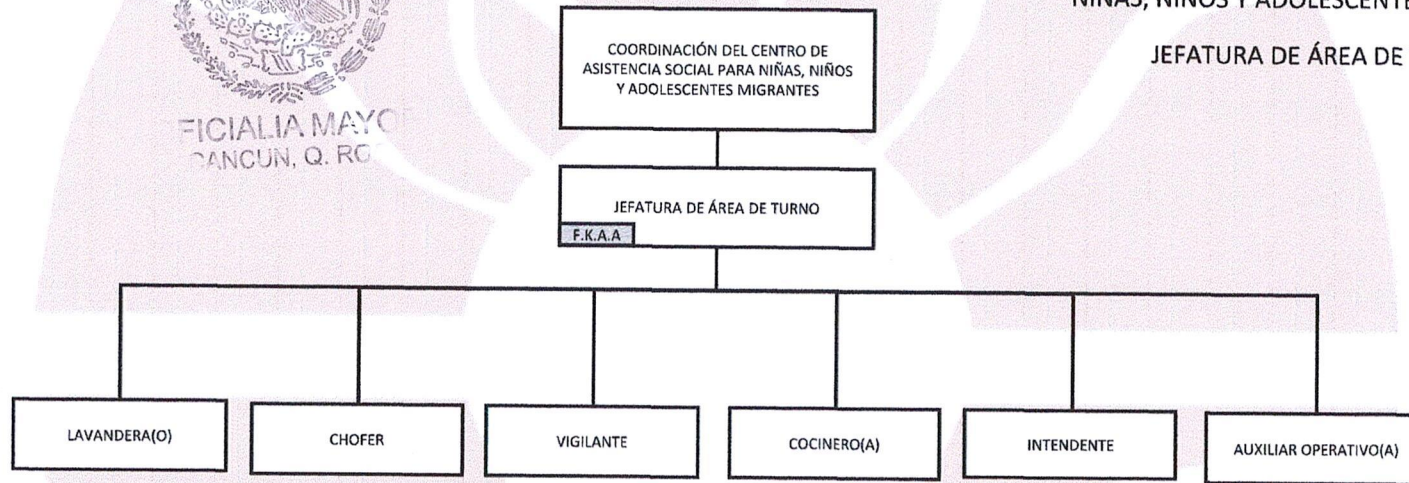 NIÑAS, NIÑOS Y ADOLESCENTE
JEFATURA DE ÁREA DE
FICIALIA MAYO
CANCUN, Q. RO
COORDINACIÓN DEL CENTRO DE
ASISTENCIA SOCIAL PARA NIÑAS, NIÑOS
Y ADOLESCENTES MIGRANTES
JEFATURA DE ÁREA DE TURNO
F.K.A.A
LAVANDERA(O)
CHOFER
VIGILANTE
COCINERO(A)
INTENDENTE
AUXILIAR OPERATIVO(A)